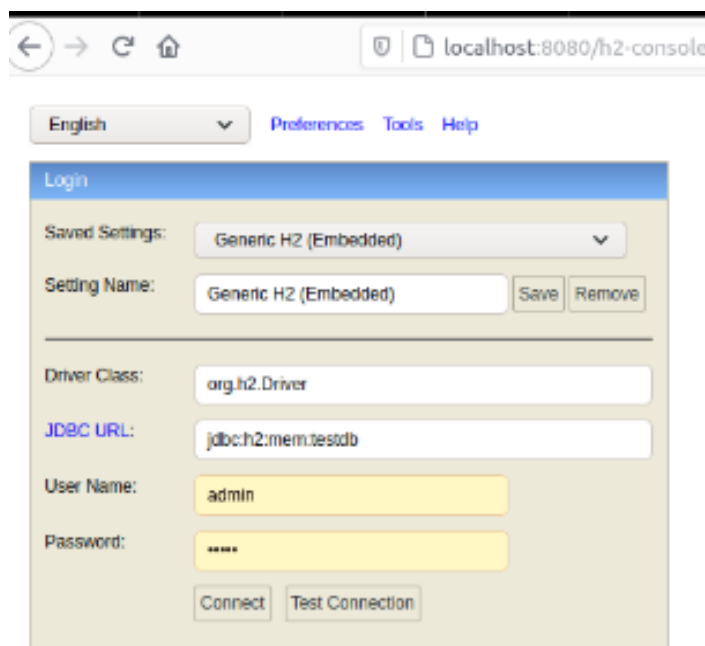 localhost:8080/h2-console
English Preferences Tools Help
Login
Saved Settings: Generic H2 (Embedded)
Setting Name: Generic H2 (Embedded) Save Remove
Driver Class: org.h2.Driver
JDBC URL: jdbc:h2:mem:testdb
User Name: admin
Password: •••••
Connect Test Connection